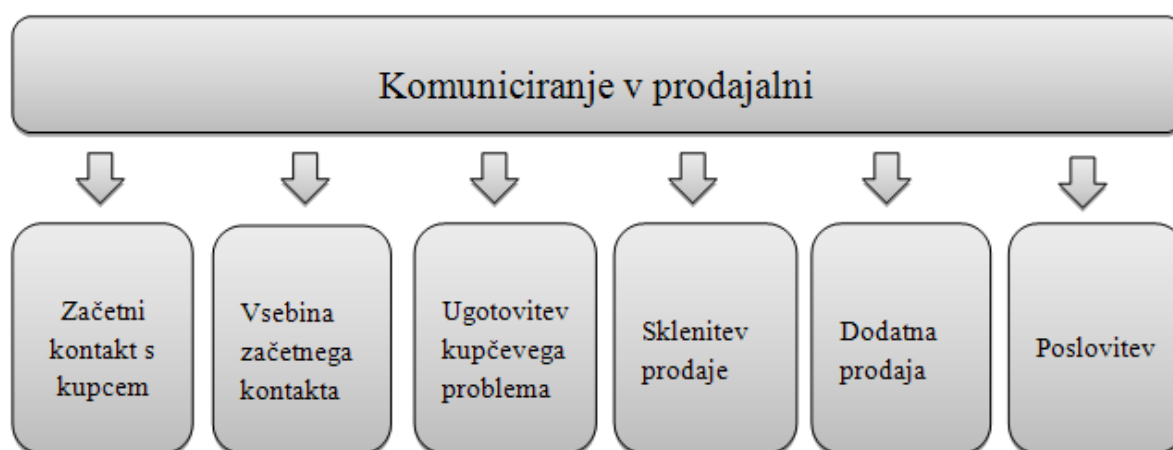 Komuniciranje v prodajalni
Začetni
kontakt s
kupcem
Vsebina
začetnega
kontakta
Ugotovitev
kupčevega
problema
Sklenitev
prodaje
Dodatna
prodaja
Poslovitev